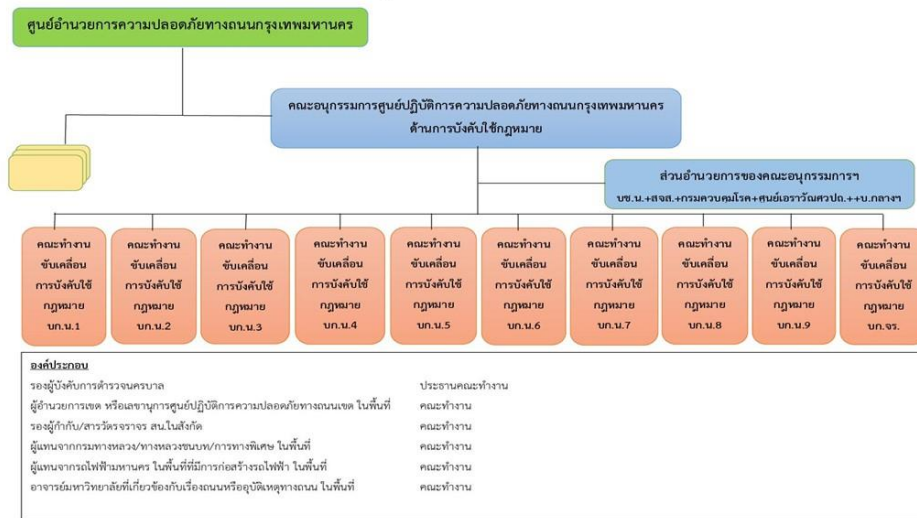 ศูนย์อำนวยการความปลอดภัยทางถนนกรุงเทพมหานคร
คณะอนุกรรมการศูนย์ปฏิบัติการความปลอดภัยทางถนนกรุงเทพมหานคร
ด้านการบังคับใช้กฎหมาย
ส่วนอำนวยการของคณะอนุกรรมการฯ
บช.น.+สจส.+กรมควบคุมโรค+ศูนย์เอราวัณศวปถ.++บ.กลางฯ
คณะทำงาน
ขับเคลื่อน
การบังคับใช้
กฎหมาย
บก.น.1
คณะทำงาน
ขับเคลื่อน
การบังคับใช้
กฎหมาย
บก.น.2
คณะทำงาน
ขับเคลื่อน
การบังคับใช้
กฎหมาย
บก.น.3
คณะทำงาน
ขับเคลื่อน
การบังคับใช้
กฎหมาย
บก.น.4
คณะทำงาน
ขับเคลื่อน
การบังคับใช้
กฎหมาย
บก.น.5
คณะทำงาน
ขับเคลื่อน
การบังคับใช้
กฎหมาย
บก.น.6
คณะทำงาน
ขับเคลื่อน
การบังคับใช้
กฎหมาย
บก.น.7
คณะทำงาน
ขับเคลื่อน
การบังคับใช้
กฎหมาย
บก.น.8
คณะทำงาน
ขับเคลื่อน
การบังคับใช้
กฎหมาย
บก.น.9
คณะทำงาน
ขับเคลื่อน
การบังคับใช้
กฎหมาย
บก.จร.
องค์ประกอบ
รองผู้บังคับการตำรวจนครบาล ประธานคณะทำงาน
ผู้อำนวยการเขต หรือเลขานุการศูนย์ปฏิบัติการความปลอดภัยทางถนนเขต ในพื้นที่ คณะทำงาน
รองผู้กำกับ/สารวัตรจราจร สน.ในสังกัด คณะทำงาน
ผู้แทนจากกรมทางหลวง/ทางหลวงชนบท/การทางพิเศษ ในพื้นที่ คณะทำงาน
ผู้แทนจากรถไฟฟ้ามหานคร ในพื้นที่ที่มีการก่อสร้างรถไฟฟ้า ในพื้นที่ คณะทำงาน
อาจารย์มหาวิทยาลัยที่เกี่ยวข้องกับเรื่องถนนหรืออุบัติเหตุทางถนน ในพื้นที่ คณะทำงาน